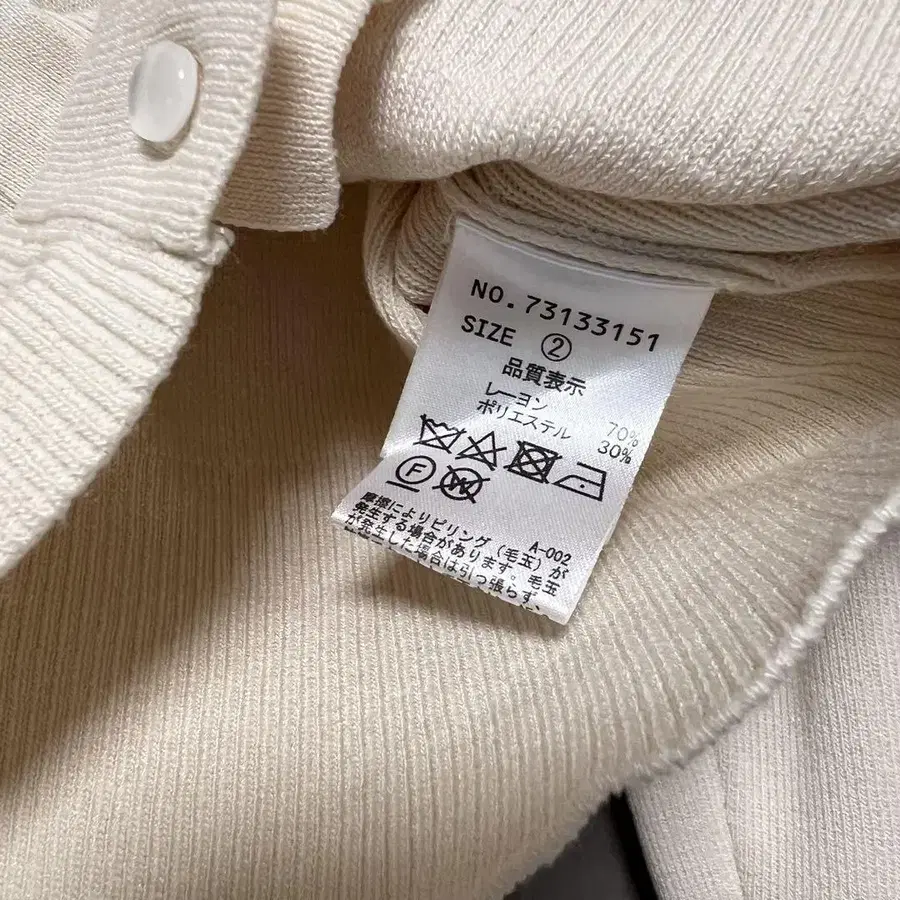 NO.73133151
SIZE ②
品質表示
レーヨン 70%
ポリエステル 30%
F W
A-002
摩擦によりピリング(毛玉)が
発生する場合があります。毛玉
が発生した場合は引っ張らず、